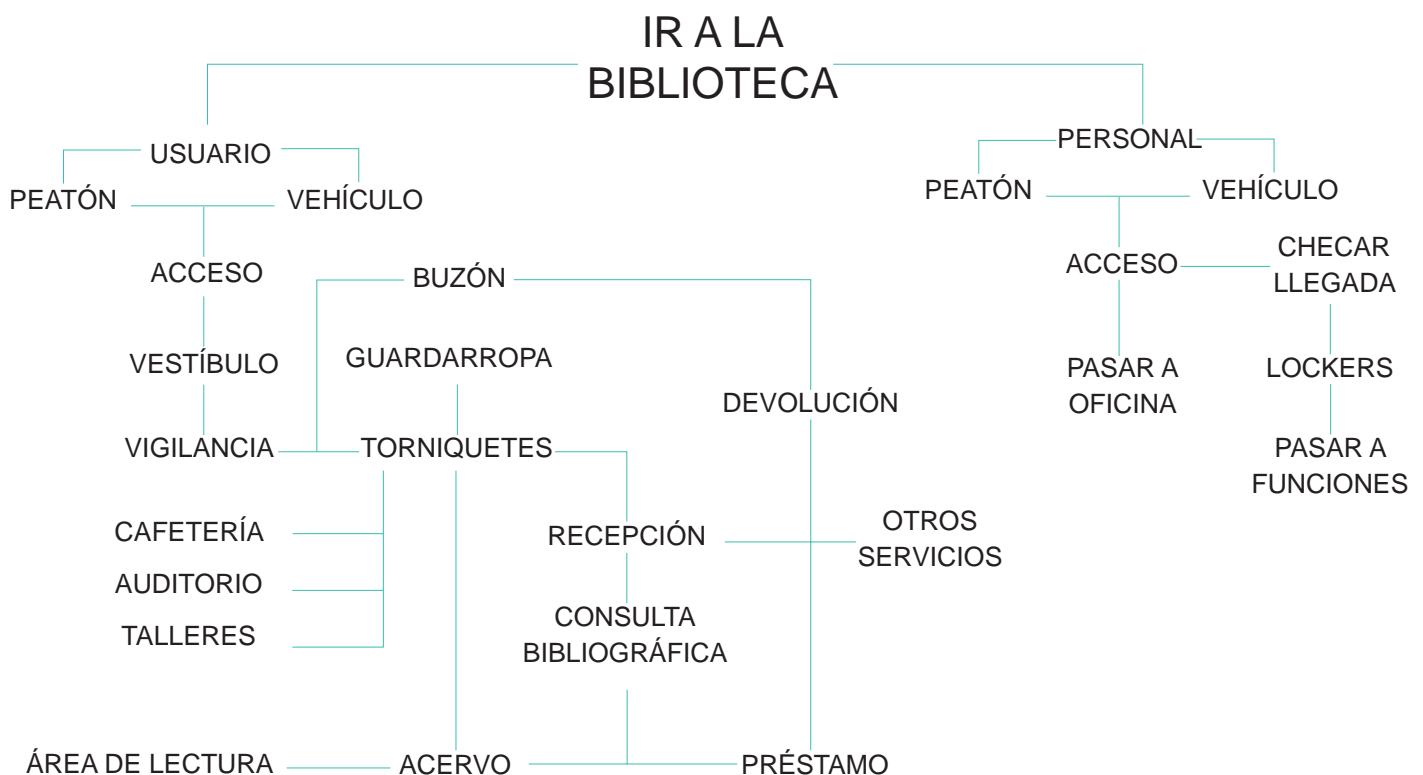 IR A LA
BIBLIOTECA
USUARIO
PEATÓN
VEHÍCULO
ACCESO
VESTÍBULO
VIGILANCIA
BUZÓN
GUARDARROPA
TORNIQUETES
DEVOLUCIÓN
CAFETERÍA
AUDITORIO
TALLERES
RECEPCIÓN
OTROS
SERVICIOS
CONSULTA
BIBLIOGRÁFICA
ÁREA DE LECTURA
ACERVO
PRÉSTAMO
PERSONAL
PEATÓN
VEHÍCULO
ACCESO
CHECAR
LLEGADA
PASAR A
OFICINA
LOCKERS
PASAR A
FUNCIONES